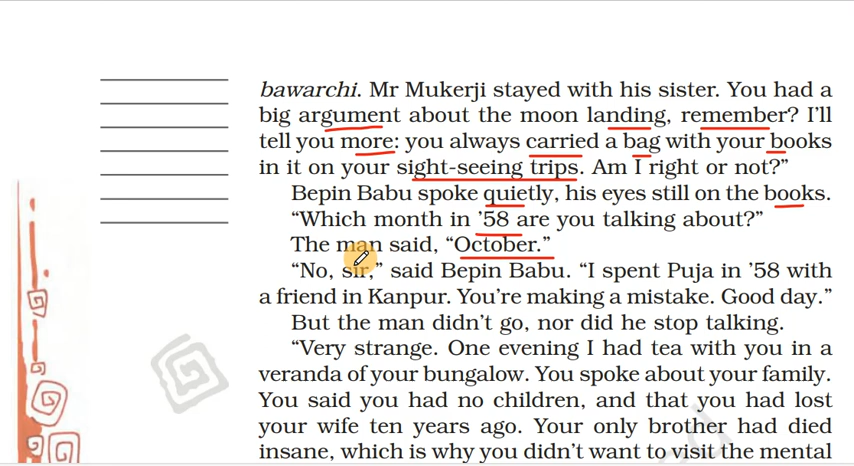 bawarchi. Mr Mukerji stayed with his sister. You had a
big argument about the moon landing, remember? I'll
tell you more: you always carried a bag with your books
in it on your sight-seeing trips. Am I right or not?”
Bepin Babu spoke quietly, his eyes still on the books.
“Which month in ’58 are you talking about?”
The man said, “October.”
“No, sir,” said Bepin Babu. “I spent Puja in ’58 with
a friend in Kanpur. You’re making a mistake. Good day.”
But the man didn’t go, nor did he stop talking.
“Very strange. One evening I had tea with you in a
veranda of your bungalow. You spoke about your family.
You said you had no children, and that you had lost
your wife ten years ago. Your only brother had died
insane, which is why you didn’t want to visit the mental